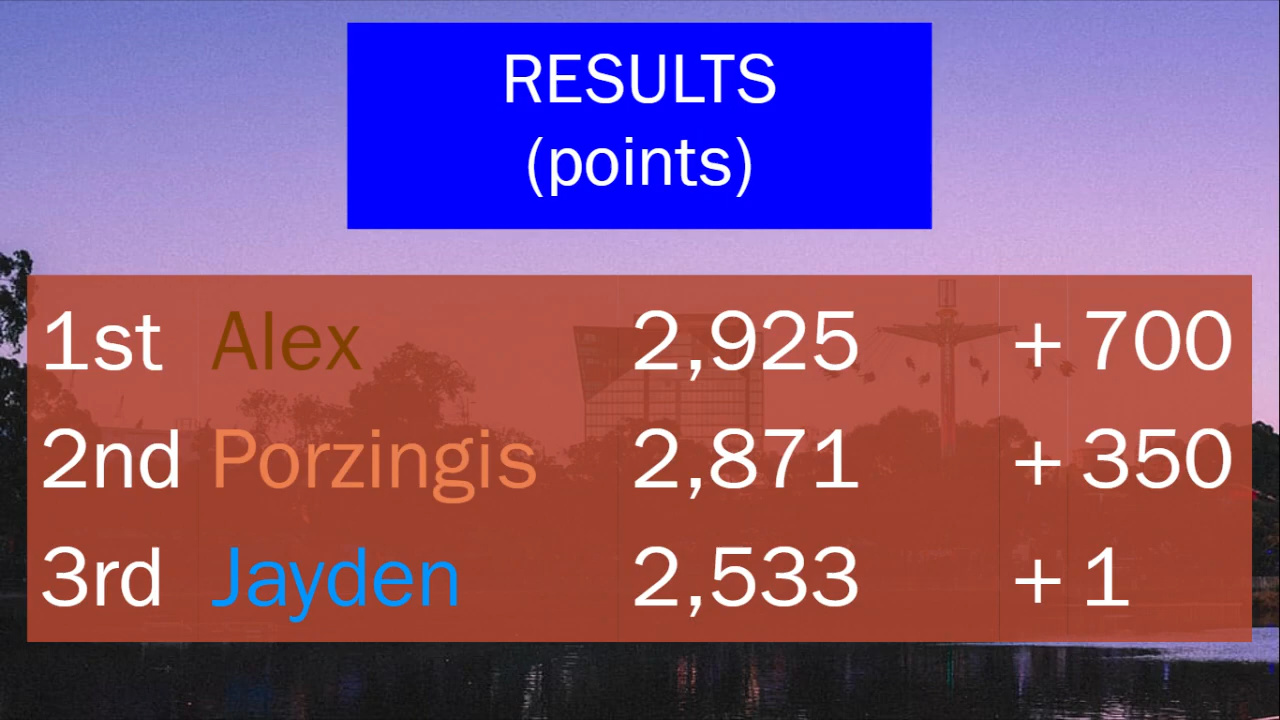 RESULTS
(points)
1st Alex 2,925 + 700
2nd Porzingis 2,871 + 350
3rd Jayden 2,533 + 1